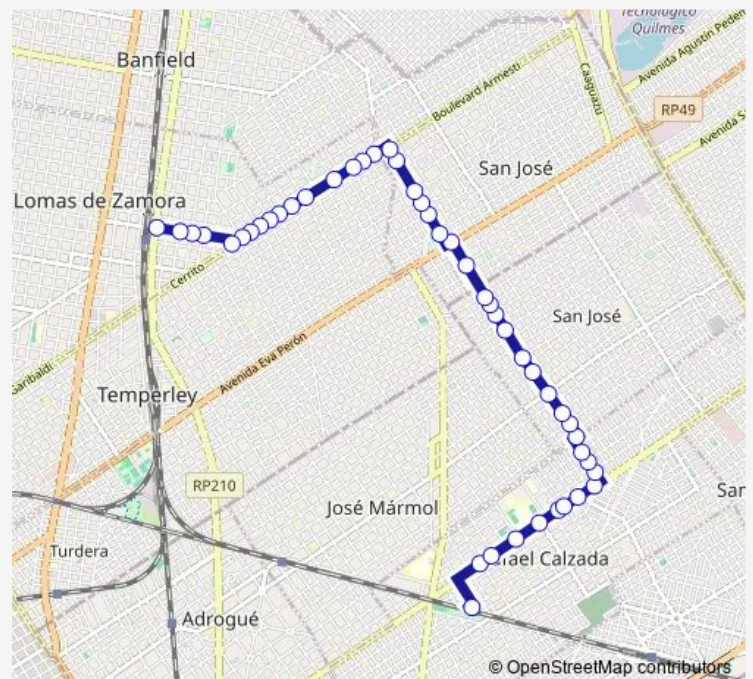 Tecnológico
Quilmes
Avenida Agustín Peder
Banfield
Boulevard Armesti
Caaguazú
RP49
Avenida S
San José
Lomas de Zamora
Cerrito
San José
Garibaldi
Avenida Eva Perón
Temperley
RP210
José Mármol
San
Turdera
fael Calzada
Adrogué
© OpenStreetMap contributors